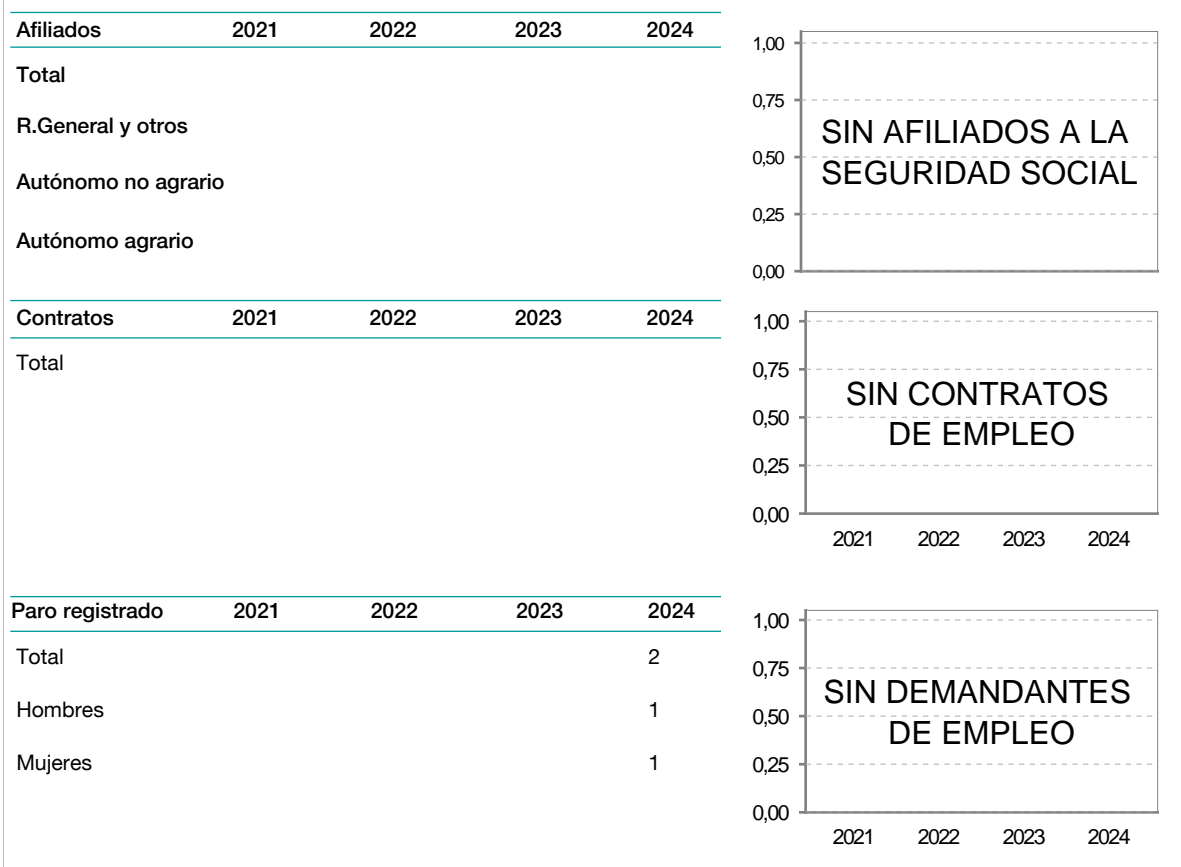 Afiliados 2021 2022 2023 2024
Total
R.General y otros
Autónomo no agrario
Autónomo agrario
1,00
0,75
0,50
0,25
0,00
SIN AFILIADOS A LA
SEGURIDAD SOCIAL
Contratos 2021 2022 2023 2024
Total
1,00
0,75
0,50
0,25
0,00
SIN CONTRATOS
DE EMPLEO
2021 2022 2023 2024
Paro registrado 2021 2022 2023 2024
Total 2
Hombres 1
Mujeres 1
1,00
0,75
0,50
0,25
0,00
SIN DEMANDANTES
DE EMPLEO
2021 2022 2023 2024